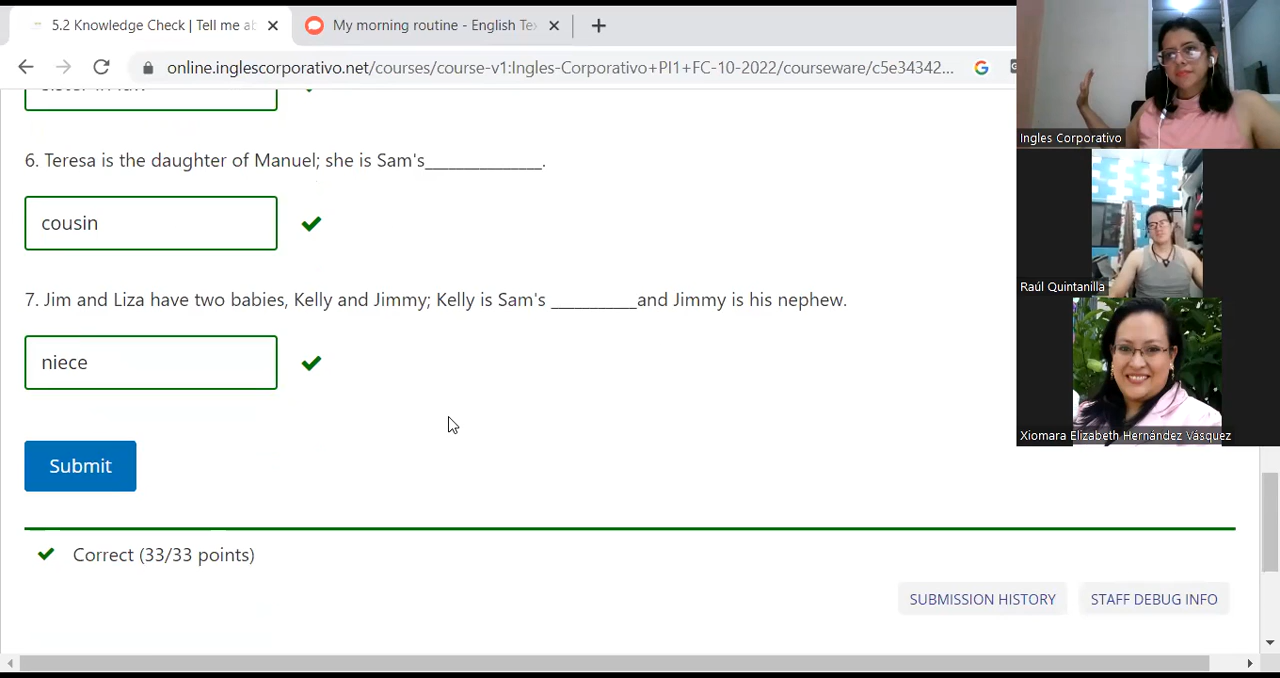 5.2 Knowledge Check | Tell me ab
My morning routine - English Tex
online.inglescorporativo.net/courses/course-v1:Ingles-Corporativo+PI1+FC-10-2022/courseware/c5e34342...
6. Teresa is the daughter of Manuel; she is Sam's______________.
cousin
7. Jim and Liza have two babies, Kelly and Jimmy; Kelly is Sam's __________and Jimmy is his nephew.
niece
Submit
Correct (33/33 points)
SUBMISSION HISTORY
STAFF DEBUG INFO
Ingles Corporativo
Raúl Quintanilla
Xiomara Elizabeth Hernández Vásquez